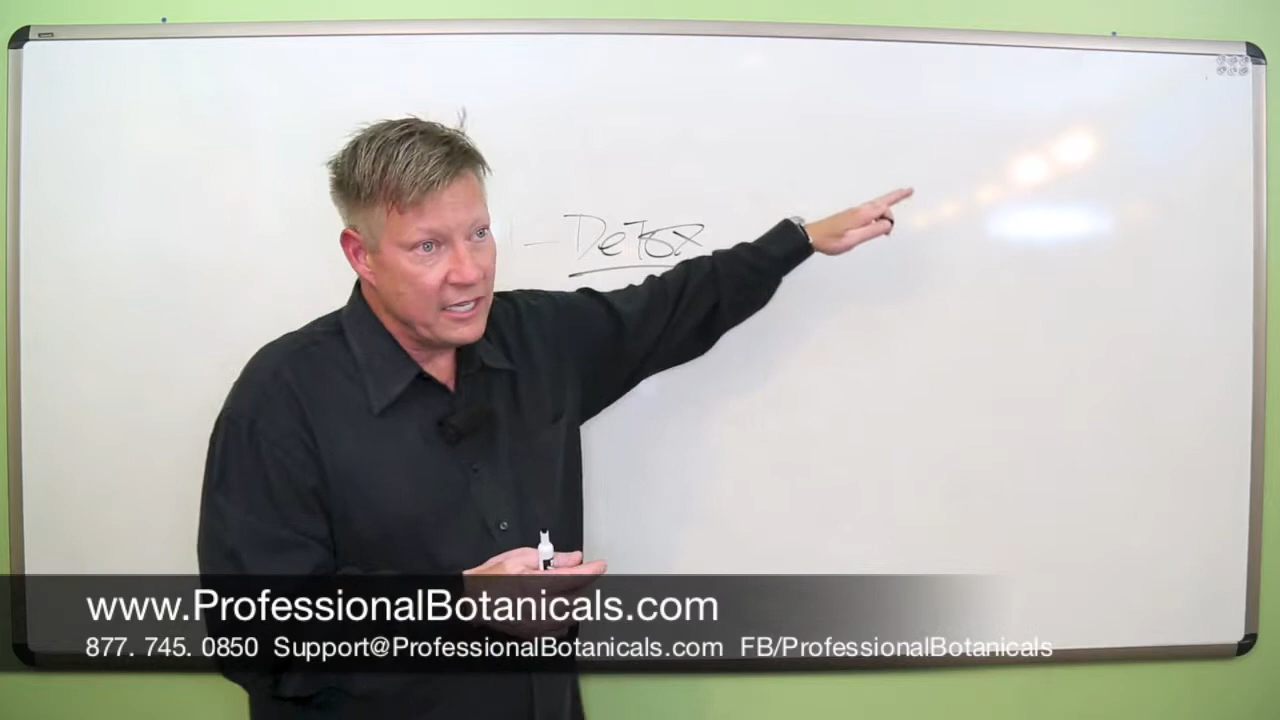 – DeTox
www.ProfessionalBotanicals.com
877. 745. 0850 Support@ProfessionalBotanicals.com FB/ProfessionalBotanicals